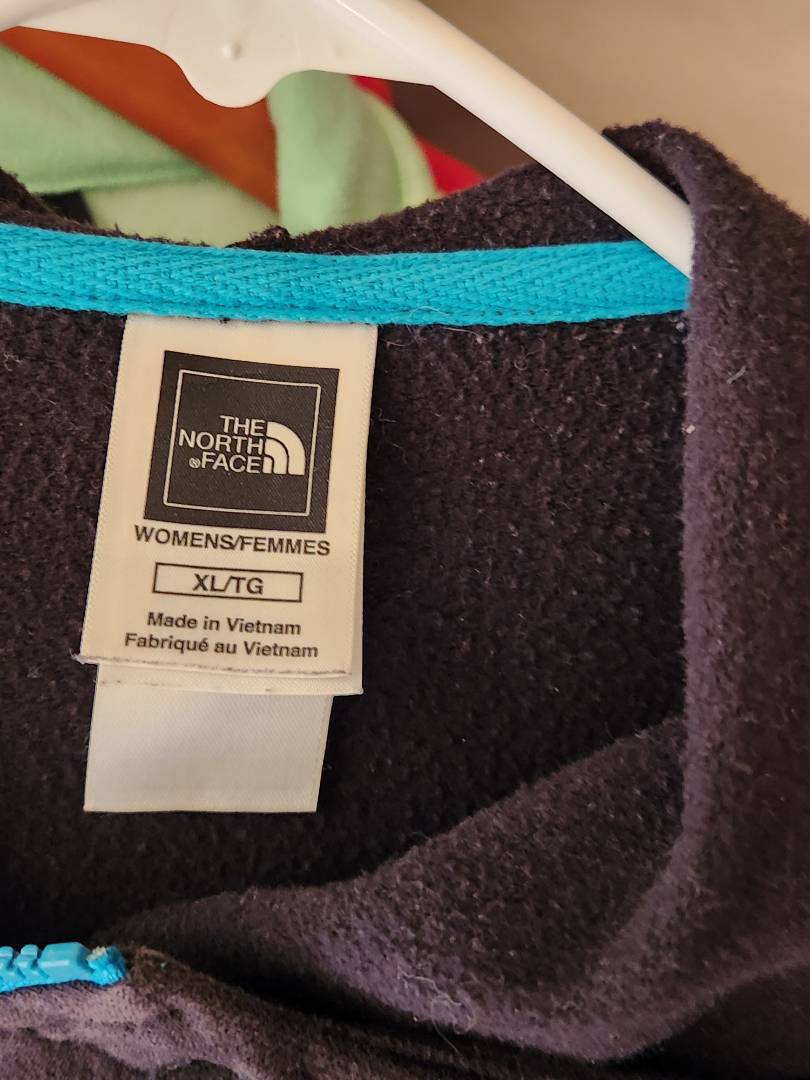 THE
NORTH
®FACE
WOMENS/FEMMES
XL/TG
Made in Vietnam
Fabriqué au Vietnam